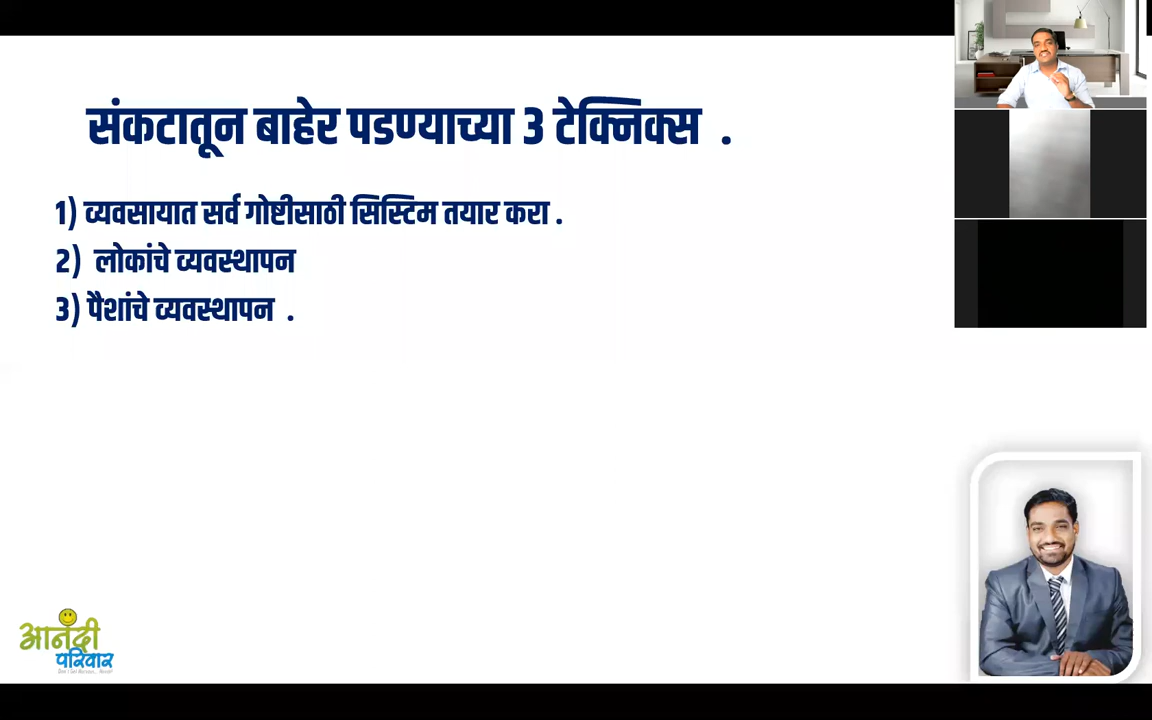 संकटातून बाहेर पडण्याच्या 3 टेक्निक्स .
1) व्यवसायात सर्व गोष्टीसाठी सिस्टिम तयार करा .
2) लोकांचे व्यवस्थापन
3) पैशांचे व्यवस्थापन .
आनंदी
परिवार